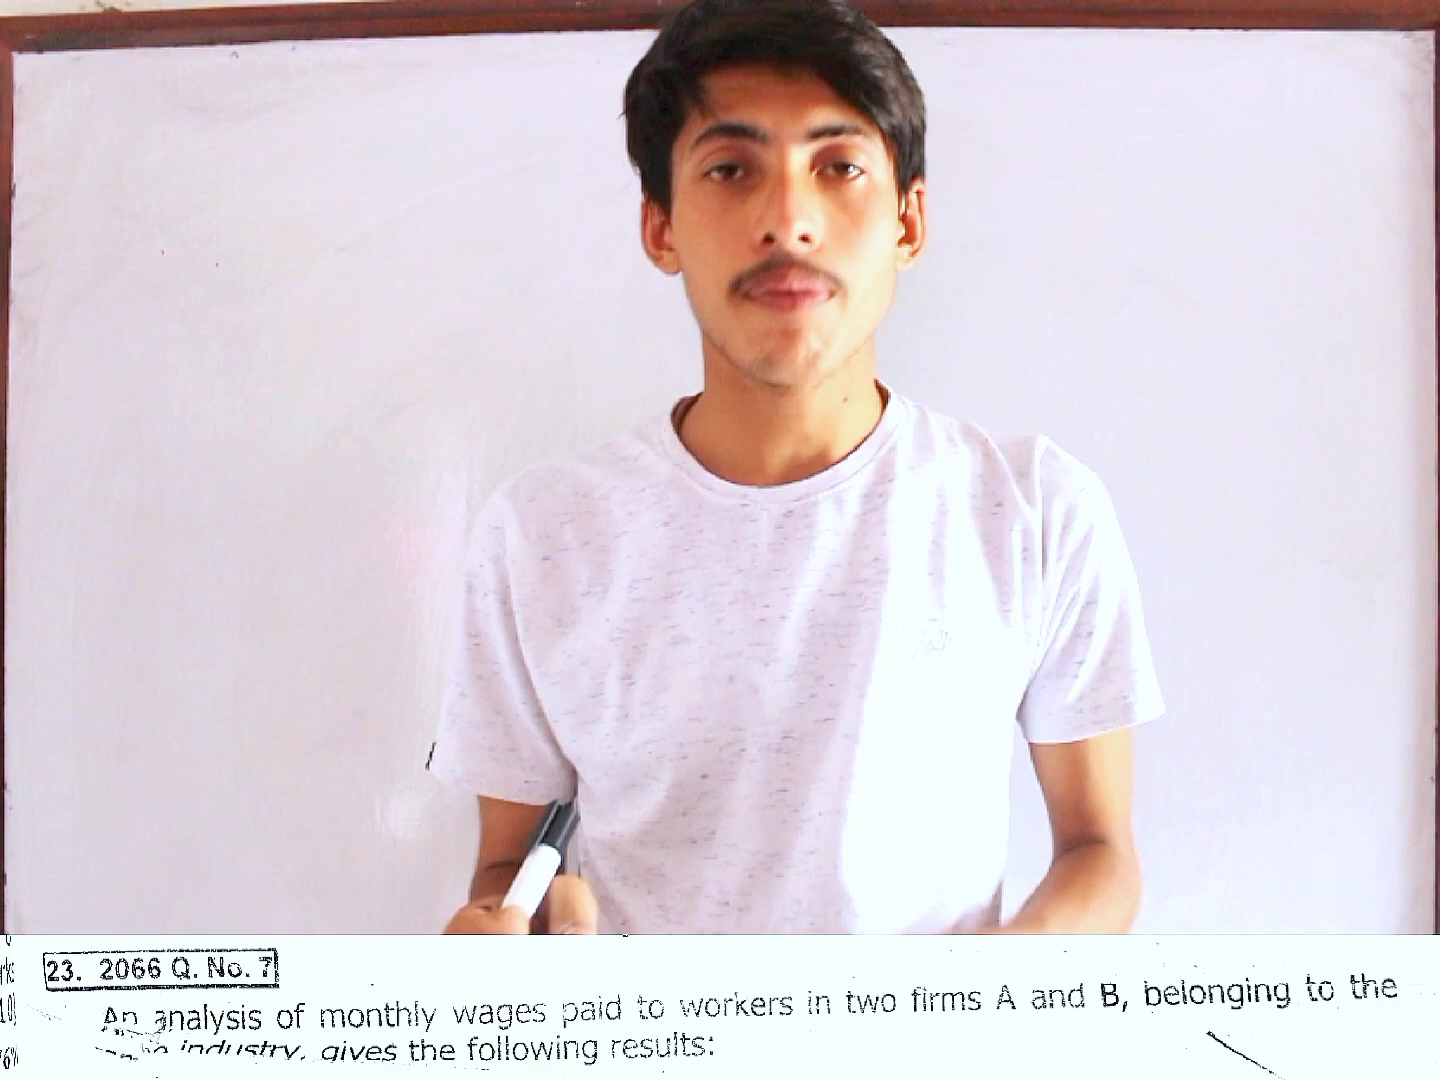 23. 2066 Q. No. 7
An analysis of monthly wages paid to workers in two firms A and B, belonging to the
industry, gives the following results: